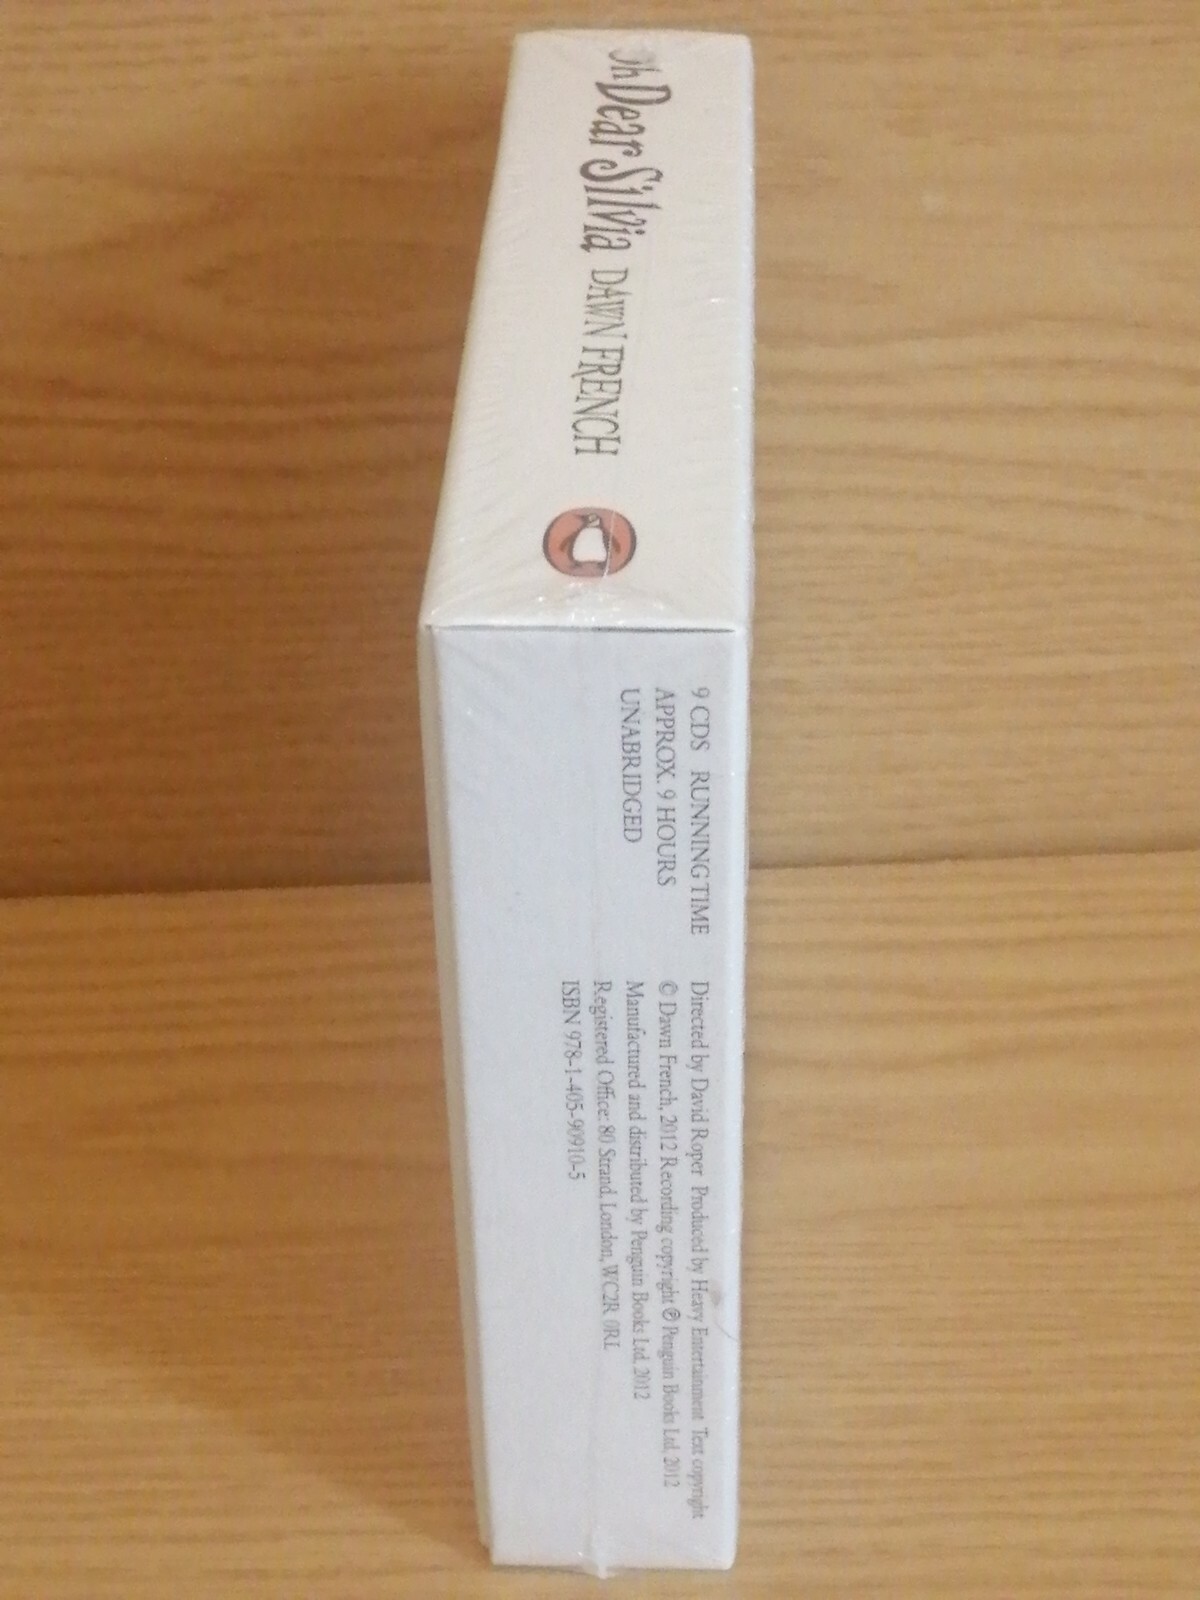 Oh Dear Silvia DAWN FRENCH
9 CDS RUNNING TIME
APPROX. 9 HOURS
UNABRIDGED
Directed by David Roper Produced by Heavy Entertainment Text copyright
© Dawn French, 2012 Recording copyright ℗ Penguin Books Ltd, 2012
Manufactured and distributed by Penguin Books Ltd, 2012
Registered Office: 80 Strand, London, WC2R 0RL
ISBN 978-1-405-90910-5